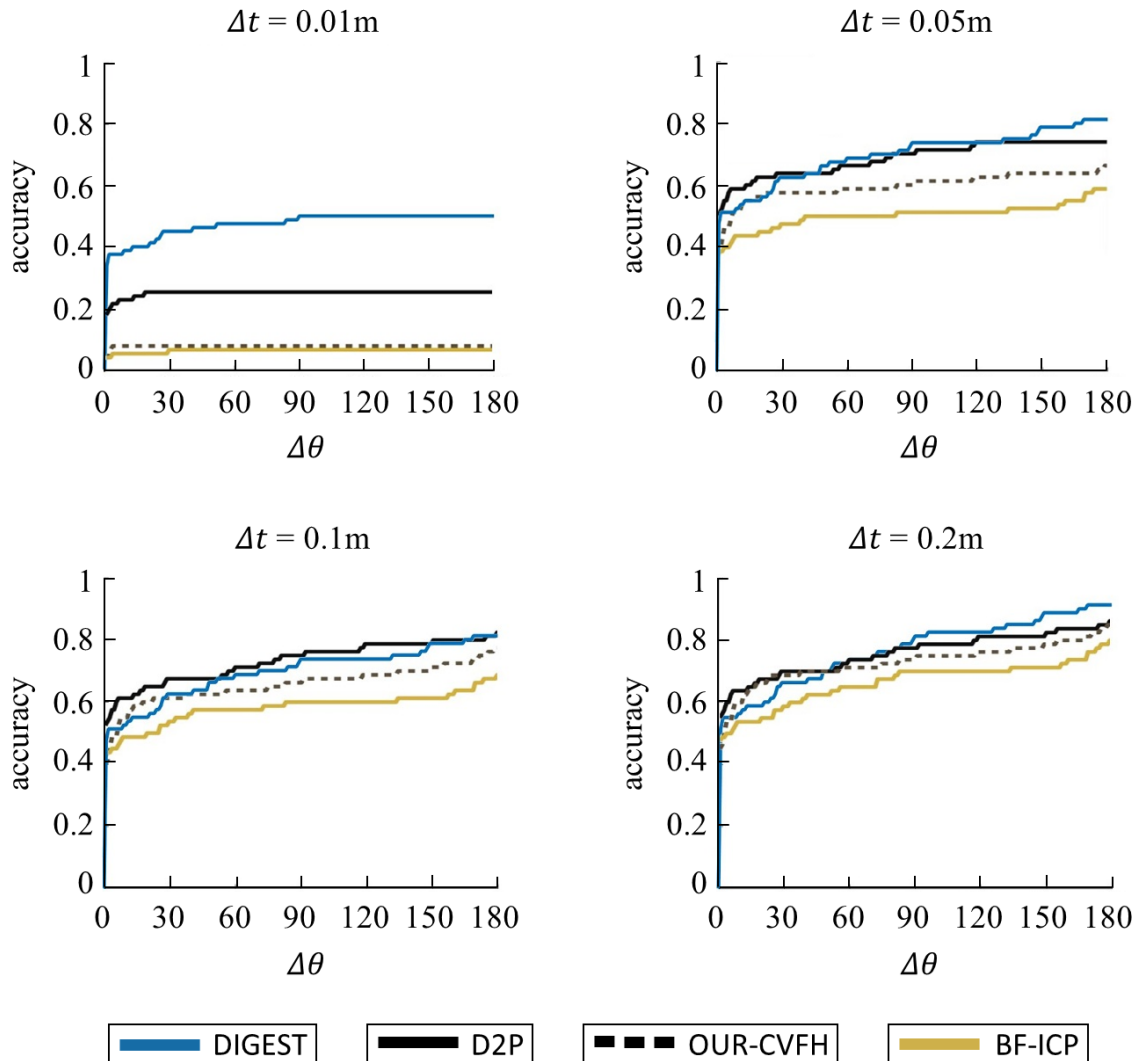 Δt = 0.01m
1
0.8
0.6
0.4
0.2
0
accuracy
0 30 60 90 120 150 180
Δθ
Δt = 0.05m
1
0.8
0.6
0.4
0.2
0
accuracy
0 30 60 90 120 150 180
Δθ
Δt = 0.1m
1
0.8
0.6
0.4
0.2
0
accuracy
0 30 60 90 120 150 180
Δθ
Δt = 0.2m
1
0.8
0.6
0.4
0.2
0
accuracy
0 30 60 90 120 150 180
Δθ
DIGEST D2P OUR-CVFH BF-ICP